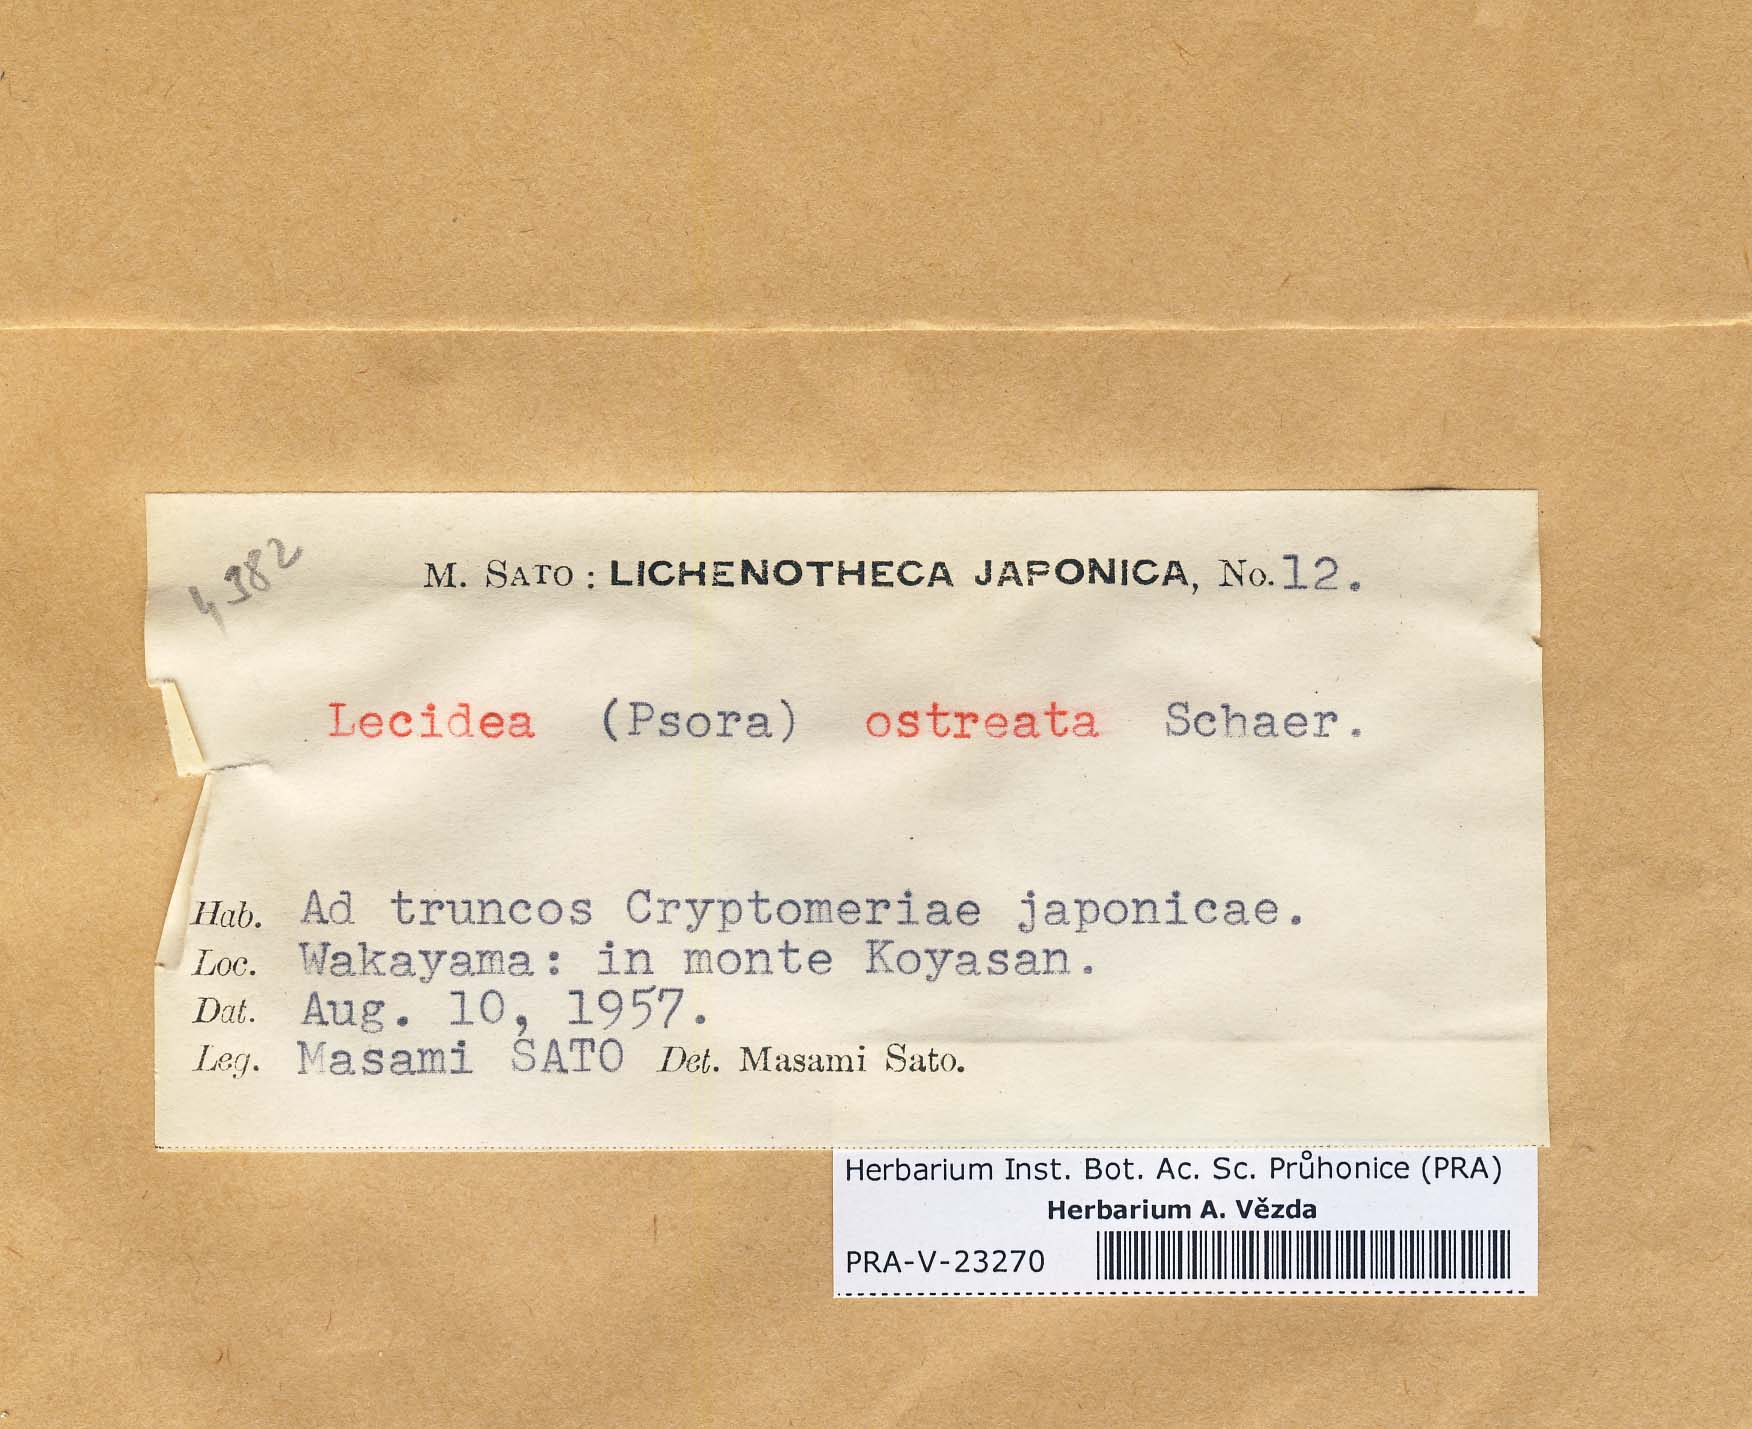 4382
M. SATO : LICHENOTHECA JAPONICA, No. 12.
Lecidea (Psora) ostreata Schaer.
Hab. Ad truncos Cryptomeriae japonicae.
Loc. Wakayama: in monte Koyasan.
Dat. Aug. 10, 1957.
Leg. Masami SATO Det. Masami Sato.
Herbarium Inst. Bot. Ac. Sc. Průhonice (PRA)
Herbarium A. Vězda
PRA-V-23270